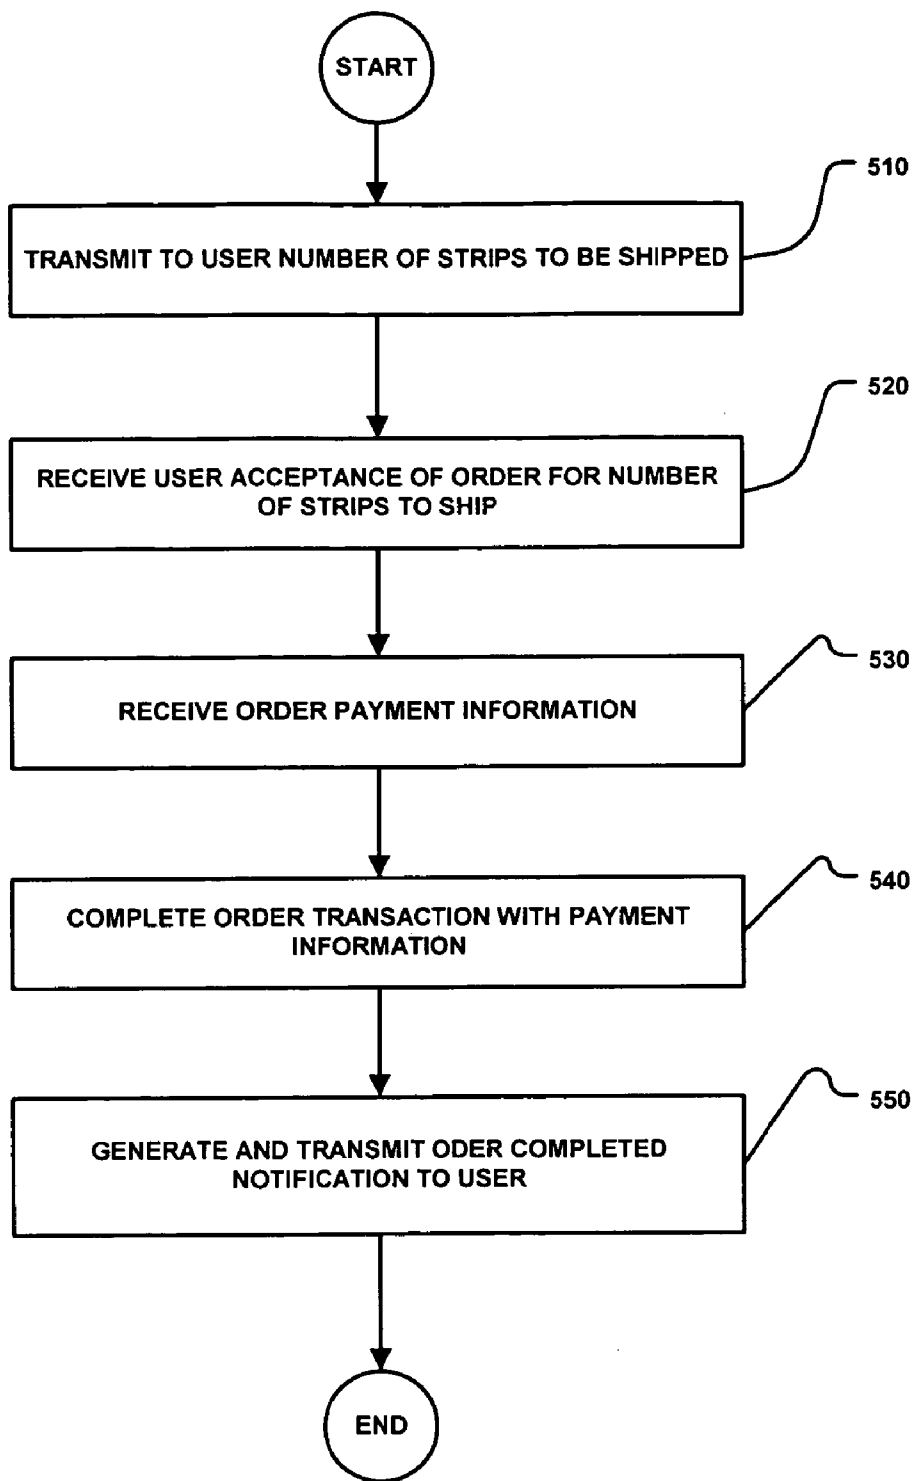 START
510
TRANSMIT TO USER NUMBER OF STRIPS TO BE SHIPPED
520
RECEIVE USER ACCEPTANCE OF ORDER FOR NUMBER
OF STRIPS TO SHIP
530
RECEIVE ORDER PAYMENT INFORMATION
540
COMPLETE ORDER TRANSACTION WITH PAYMENT
INFORMATION
550
GENERATE AND TRANSMIT ODER COMPLETED
NOTIFICATION TO USER
END